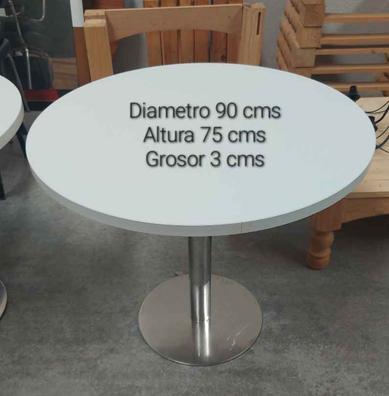 Diametro 90 cms
Altura 75 cms
Grosor 3 cms